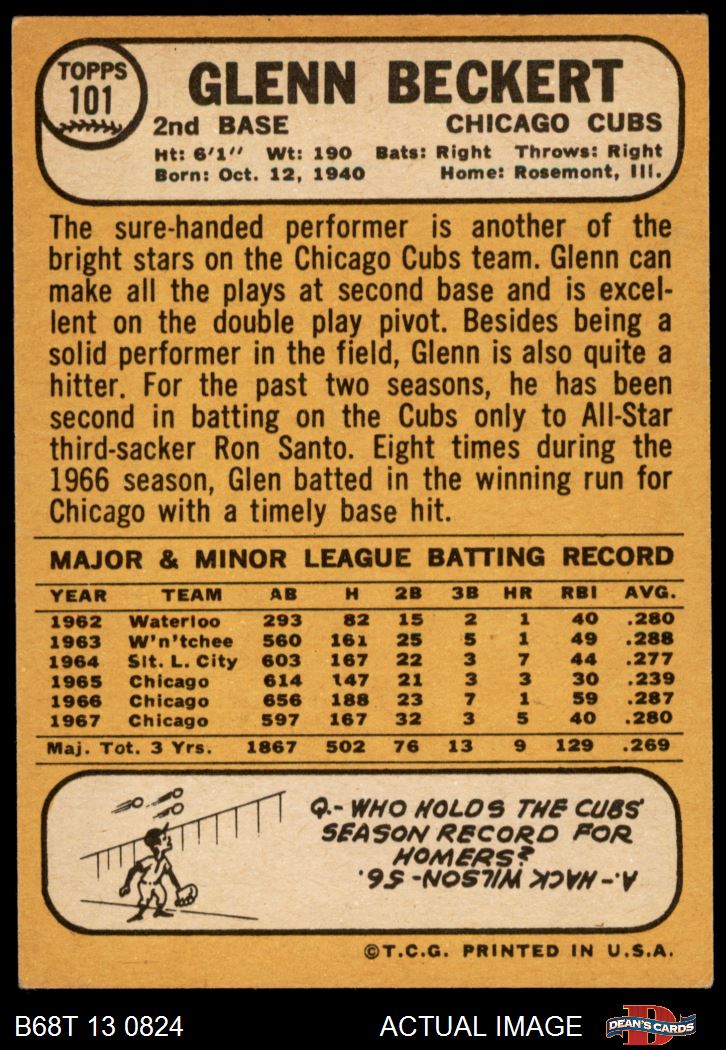 TOPPS
101
GLENN BECKERT
2nd BASE CHICAGO CUBS
Ht: 6'1" Wt: 190 Bats: Right Throws: Right
Born: Oct. 12, 1940 Home: Rosemont, Ill.
The sure-handed performer is another of the
bright stars on the Chicago Cubs team. Glenn can
make all the plays at second base and is excel-
lent on the double play pivot. Besides being a
solid performer in the field, Glenn is also quite a
hitter. For the past two seasons, he has been
second in batting on the Cubs only to All-Star
third-sacker Ron Santo. Eight times during the
1966 season, Glen batted in the winning run for
Chicago with a timely base hit.
MAJOR & MINOR LEAGUE BATTING RECORD
YEAR TEAM AB H 2B 3B HR RBI AVG.
1962 Waterloo 293 82 15 2 1 40 .280
1963 W'n'tchee 560 161 25 5 1 49 .288
1964 Slt. L. City 603 167 22 3 7 44 .277
1965 Chicago 614 147 21 3 3 30 .239
1966 Chicago 656 188 23 7 1 59 .287
1967 Chicago 597 167 32 3 5 40 .280
Maj. Tot. 3 Yrs. 1867 502 76 13 9 129 .269
Q.- WHO HOLDS THE CUBS'
SEASON RECORD FOR
HOMERS?
A.- HACK WILSON - 56.
©T.C.G. PRINTED IN U.S.A.
B68T 13 0824 ACTUAL IMAGE DEAN'S CARDS